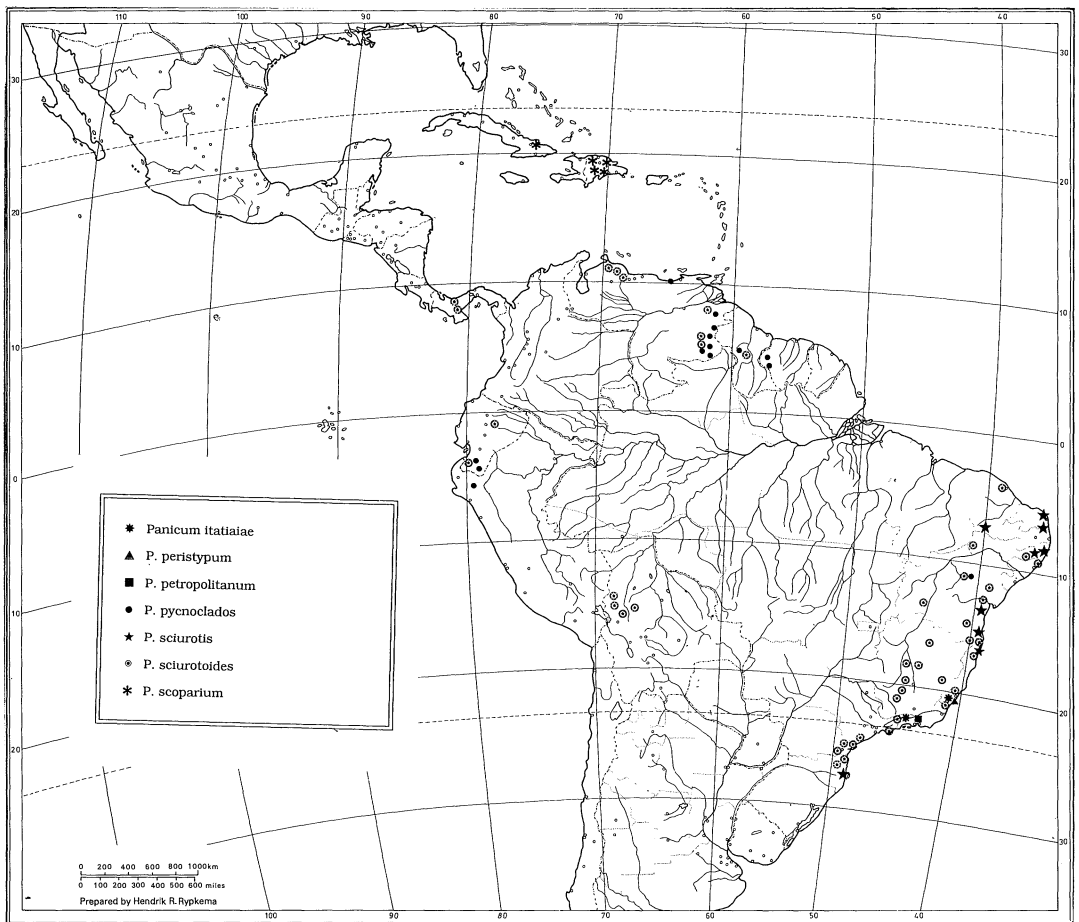 110 100 90 80 70 60 50 40
30 30
20 20
10 10
0 0
Panicum itatiaiae
P. peristypum
P. petropolitanum
P. pycnoclados
P. sciurotis
P. sciurotoides
P. scoparium
10 10
20 20
30
0 200 400 600 800 1000km
0 100 200 300 400 500 600 miles
Prepared by Hendrik R. Rypkema
100 90 80 70 60 50 40